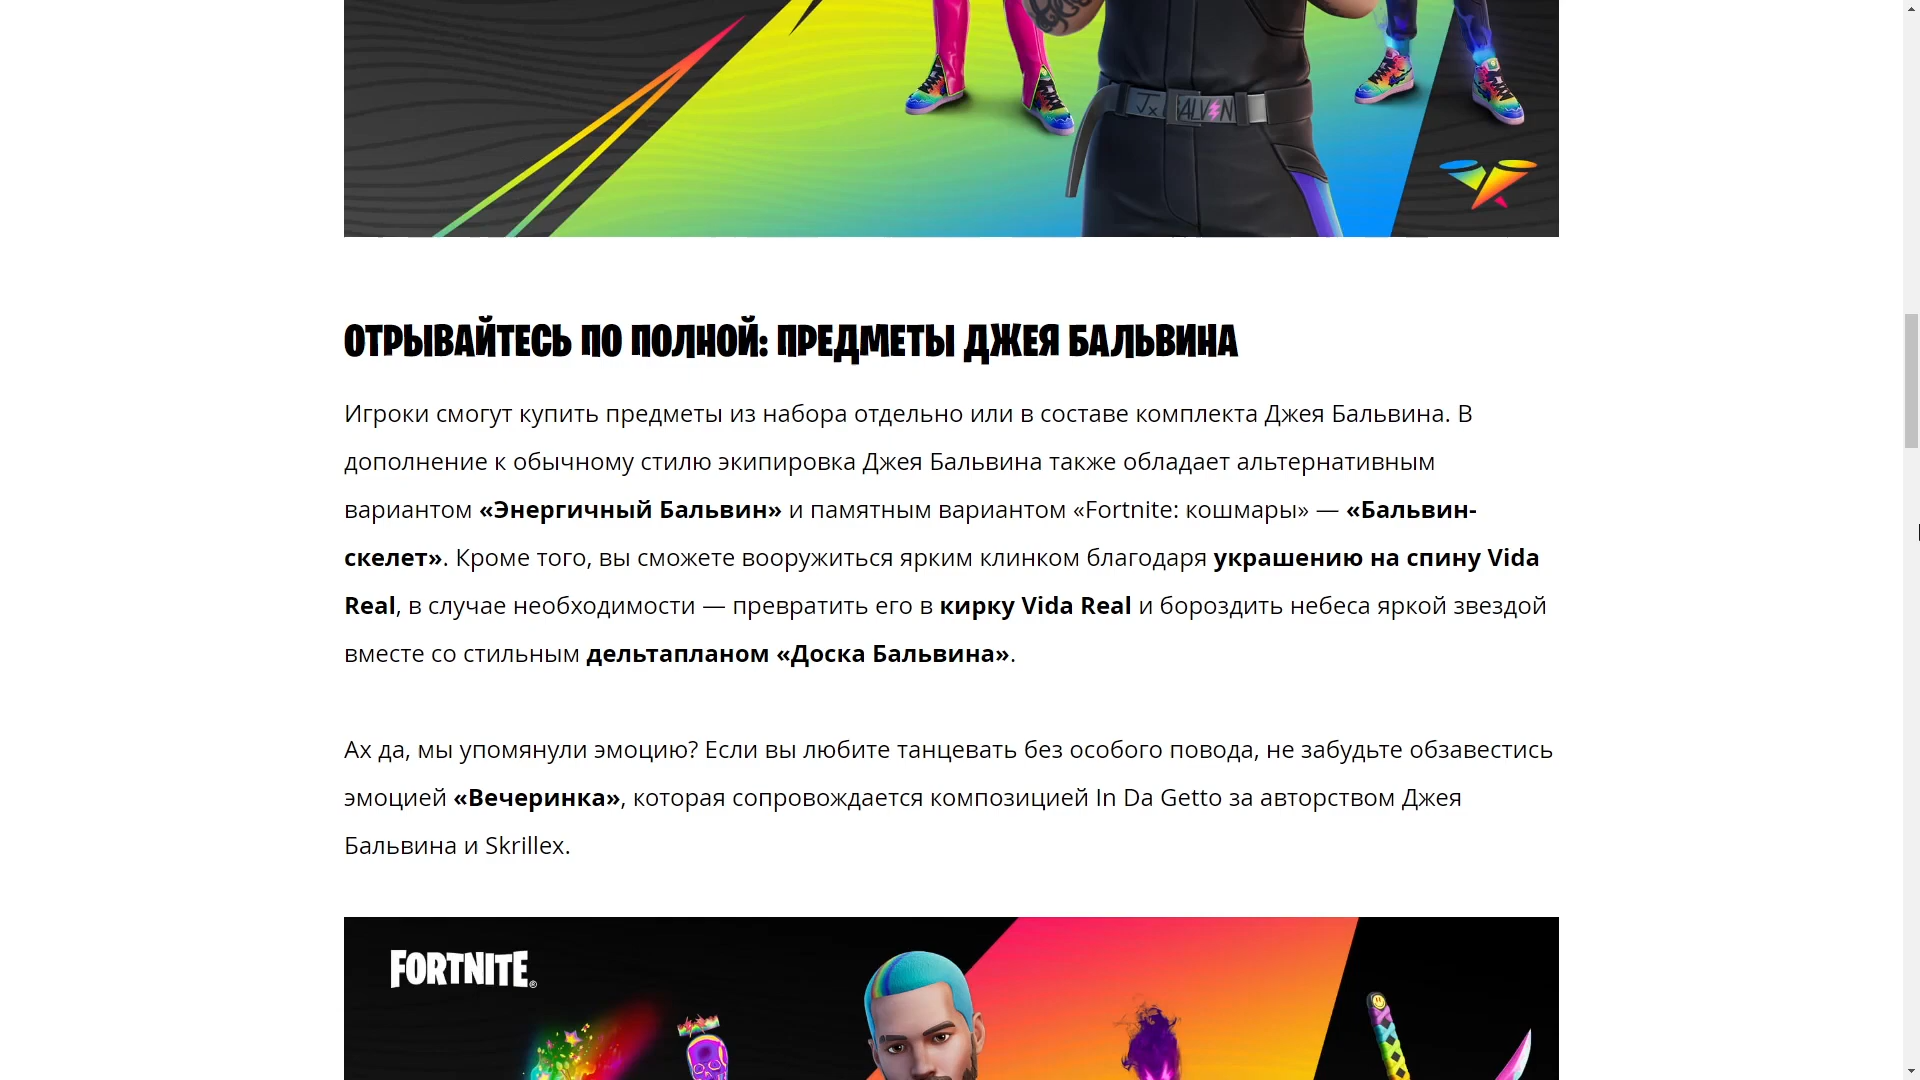 Jx BALVIN
ОТРЫВАЙТЕСЬ ПО ПОЛНОЙ: ПРЕДМЕТЫ ДЖЕЯ БАЛЬВИНА
Игроки смогут купить предметы из набора отдельно или в составе комплекта Джея Бальвина. В
дополнение к обычному стилю экипировка Джея Бальвина также обладает альтернативным
вариантом «Энергичный Бальвин» и памятным вариантом «Fortnite: кошмары» — «Бальвин-
скелет». Кроме того, вы сможете вооружиться ярким клинком благодаря украшению на спину Vida
Real, в случае необходимости — превратить его в кирку Vida Real и бороздить небеса яркой звездой
вместе со стильным дельтапланом «Доска Бальвина».
Ах да, мы упомянули эмоцию? Если вы любите танцевать без особого повода, не забудьте обзавестись
эмоцией «Вечеринка», которая сопровождается композицией In Da Getto за авторством Джея
Бальвина и Skrillex.
FORTNITE®